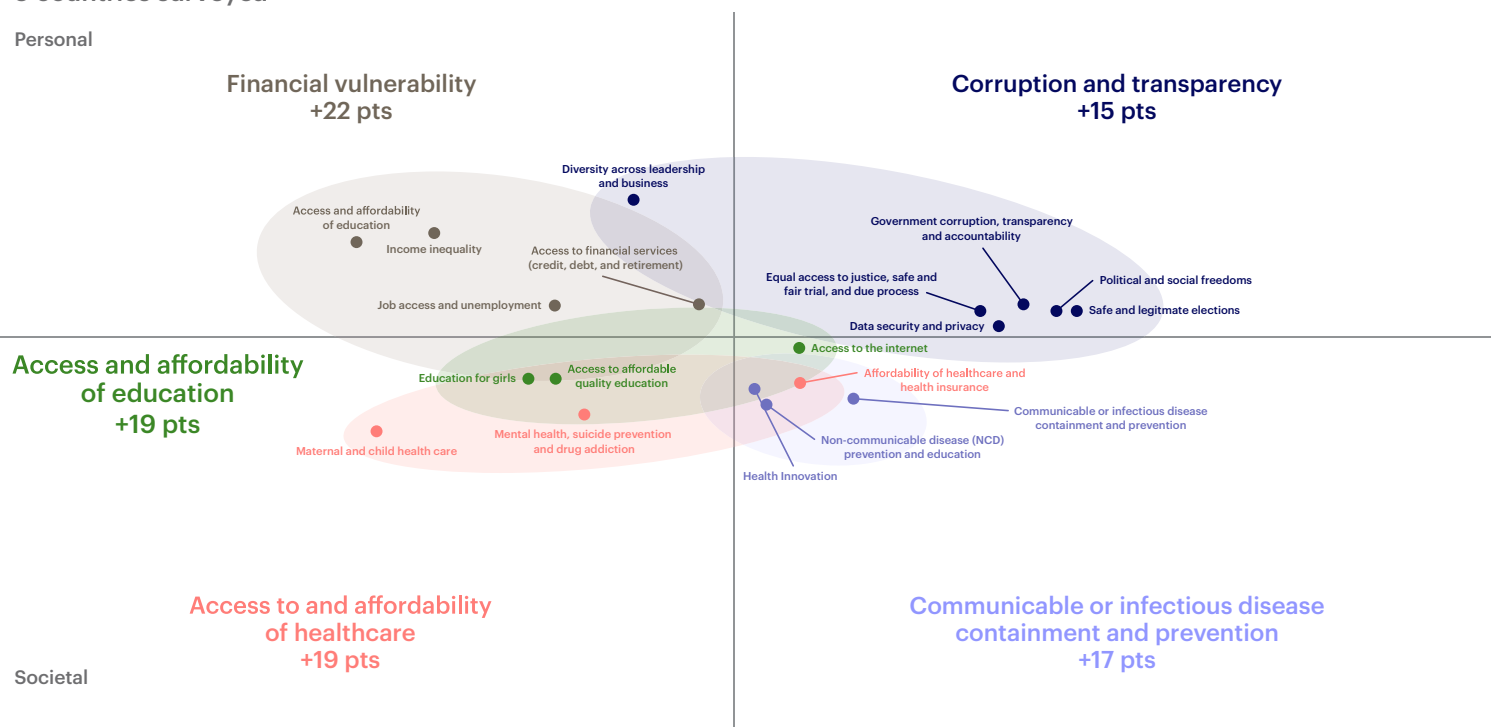 Personal
Financial vulnerability
+22 pts
Corruption and transparency
+15 pts
Diversity across leadership
and business
Access and affordability
of education
Income inequality
Access to financial services
(credit, debt, and retirement)
Job access and unemployment
Government corruption, transparency
and accountability
Equal access to justice, safe and
fair trial, and due process
Political and social freedoms
Safe and legitmate elections
Data security and privacy
Access to the internet
Access and affordability
of education
+19 pts
Education for girls
Access to affordable
quality education
Affordability of healthcare and
health insurance
Communicable or infectious disease
containment and prevention
Mental health, suicide prevention
and drug addiction
Maternal and child health care
Non-communicable disease (NCD)
prevention and education
Health Innovation
Access to and affordability
of healthcare
+19 pts
Communicable or infectious disease
containment and prevention
+17 pts
Societal